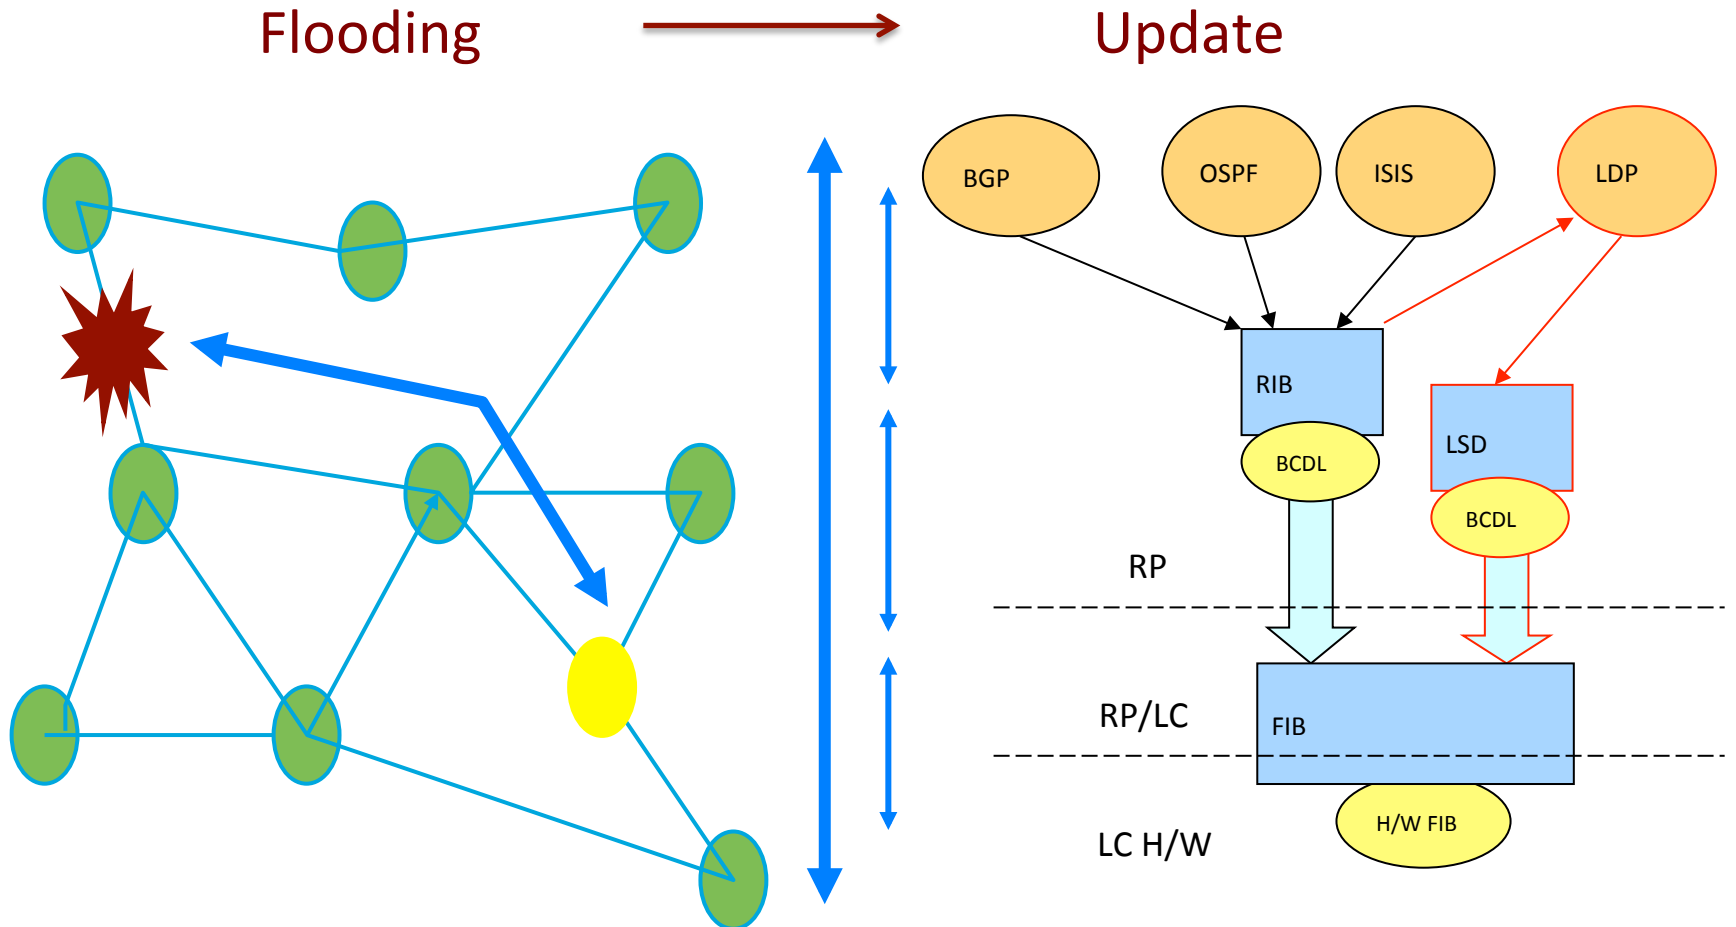 Flooding
Update
BGP
OSPF
ISIS
LDP
RIB
LSD
BCDL
BCDL
RP
RP/LC
FIB
H/W FIB
LC H/W